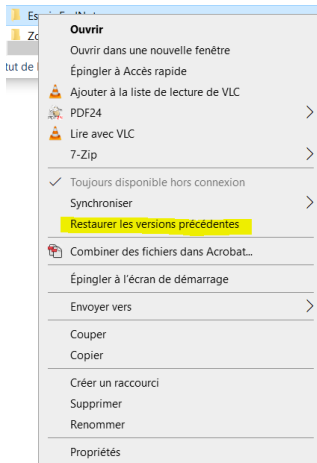 Ouvrir
Ouvrir dans une nouvelle fenêtre
Épingler à Accès rapide
Ajouter à la liste de lecture de VLC
PDF24
Lire avec VLC
7-Zip
Toujours disponible hors connexion
Synchroniser
Restaurer les versions précédentes
Combiner des fichiers dans Acrobat...
Épingler à l'écran de démarrage
Envoyer vers
Couper
Copier
Créer un raccourci
Supprimer
Renommer
Propriétés